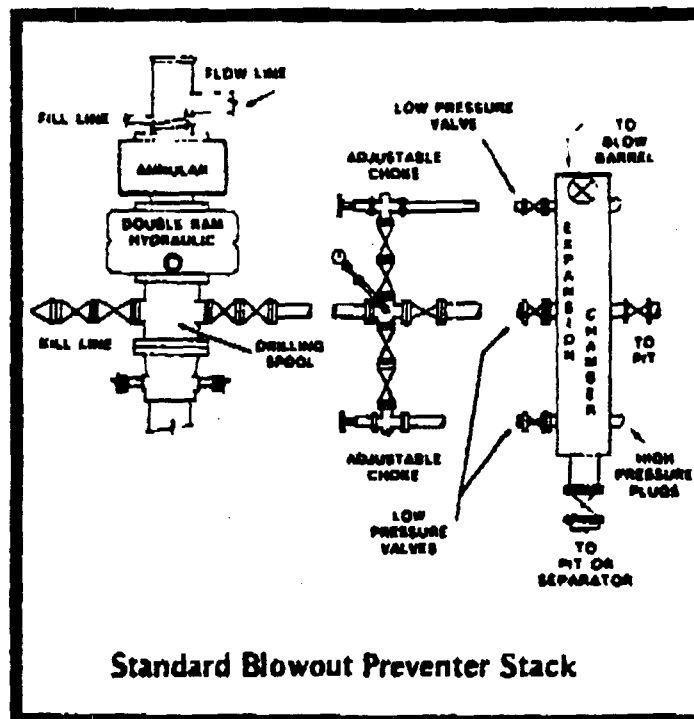 FLOW LINE
FILL LINE
ANNULAR
DOUBLE RAM
HYDRAULIC
KILL LINE
DRILLING
SPOOL
ADJUSTABLE
CHOKE
ADJUSTABLE
CHOKE
LOW PRESSURE
VALVE
TO
BLOW
BARREL
EXPANSION
CHAMBER
TO
PIT
HIGH
PRESSURE
PLUGS
LOW
PRESSURE
VALVES
TO
PIT OR
SEPARATOR
Standard Blowout Preventer Stack